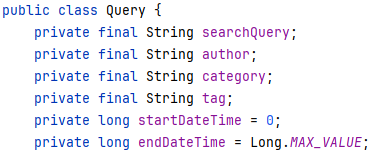 public class Query {
    private final String searchQuery;
    private final String author;
    private final String category;
    private final String tag;
    private long startDateTime = 0;
    private long endDateTime = Long.MAX_VALUE;